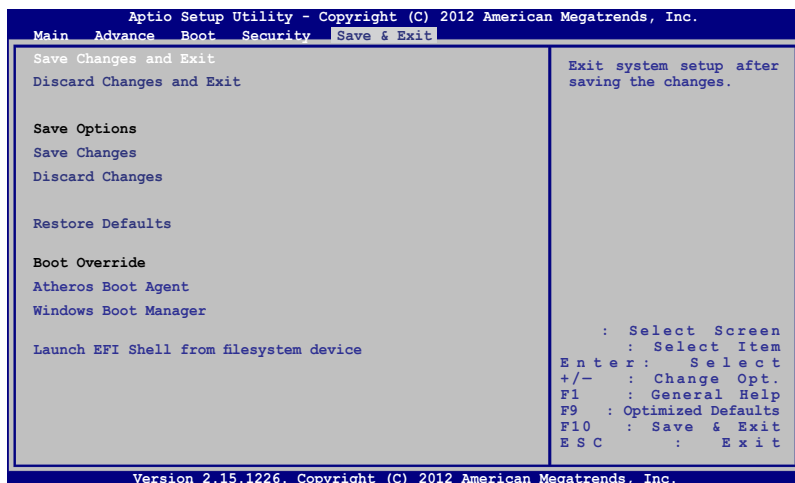 Aptio Setup Utility - Copyright (C) 2012 American Megatrends, Inc.
Main Advance Boot Security Save & Exit
Save Changes and Exit
Discard Changes and Exit
Save Options
Save Changes
Discard Changes
Restore Defaults
Boot Override
Atheros Boot Agent
Windows Boot Manager
Launch EFI Shell from filesystem device
Exit system setup after
saving the changes.
: Select Screen
: Select Item
Enter: Select
+/— : Change Opt.
F1 : General Help
F9 : Optimized Defaults
F10 : Save & Exit
ESC : Exit
Version 2.15.1226. Copyright (C) 2012 American Megatrends, Inc.